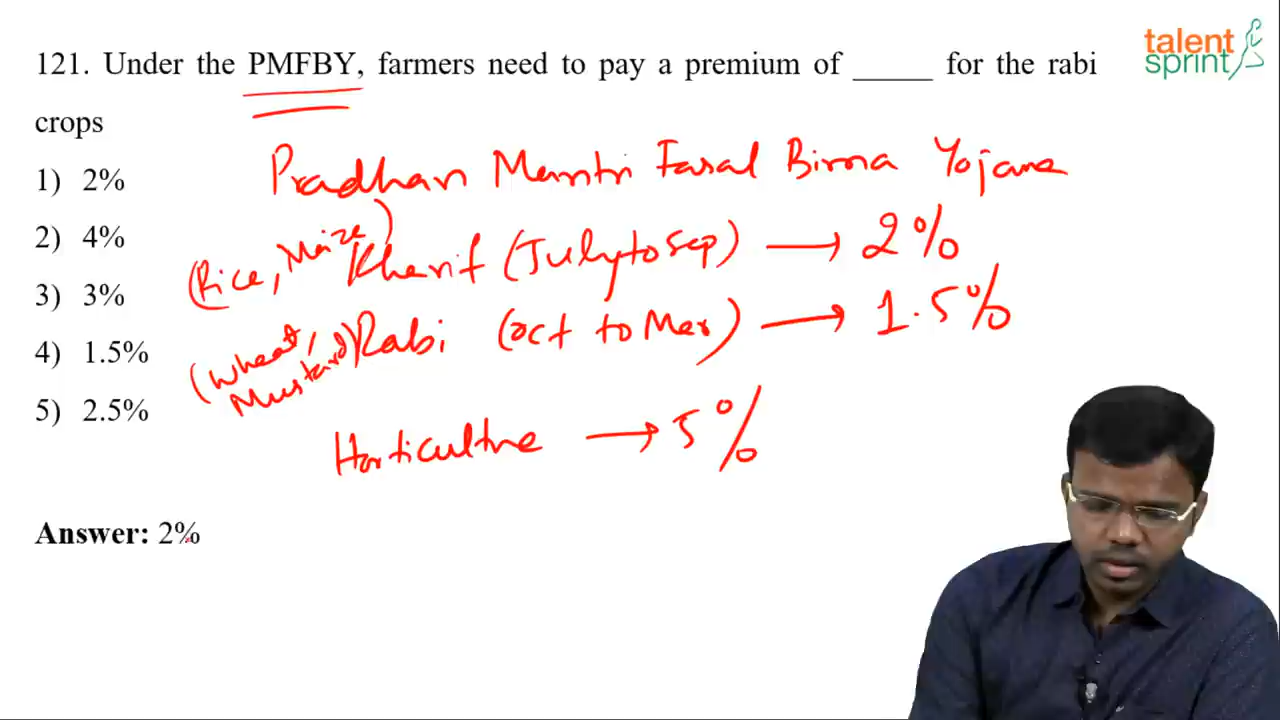 121. Under the PMFBY, farmers need to pay a premium of _____ for the rabi
talent
sprint
crops
Pradhan Mantri Fasal Bima Yojana
1) 2%
2) 4%
(Rice, Maize) Kharif (July to Sep) → 2%
3) 3%
(Wheat, Mustard) Rabi (Oct to Mar) → 1.5%
4) 1.5%
5) 2.5%
Horticulture → 5%
Answer: 2%